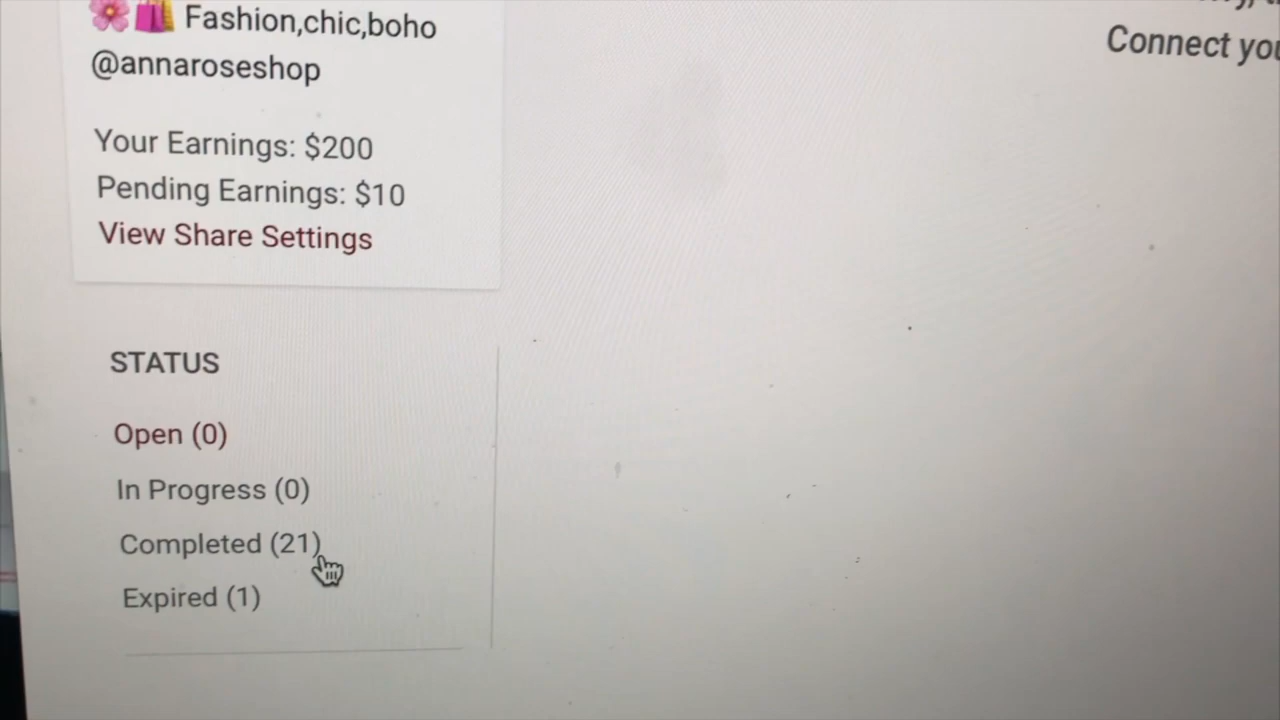 Fashion,chic,boho
@annaroseshop
Your Earnings: $200
Pending Earnings: $10
View Share Settings
STATUS
Open (0)
In Progress (0)
Completed (21)
Expired (1)
Connect